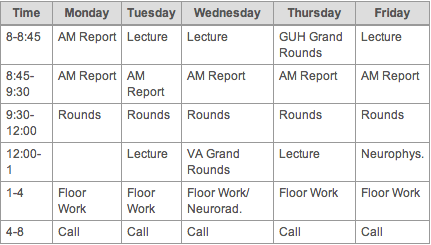 Time Monday Tuesday Wednesday Thursday Friday
8-8:45 AM Report Lecture Lecture GUH Grand Rounds Lecture
8:45-9:30 AM Report AM Report AM Report AM Report AM Report
9:30-12:00 Rounds Rounds Rounds Rounds Rounds
12:00-1 Lecture VA Grand Rounds Lecture Neurophys.
1-4 Floor Work Floor Work Floor Work/ Neurorad. Floor Work Floor Work
4-8 Call Call Call Call Call